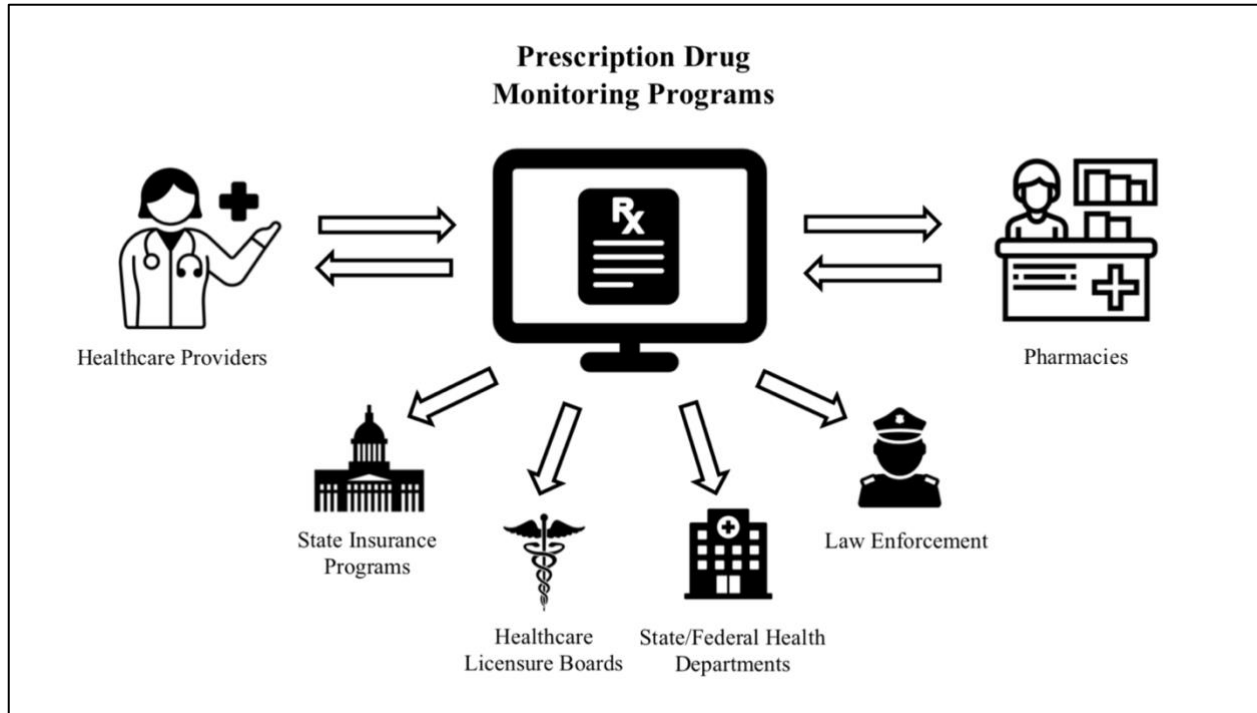 Prescription Drug
Monitoring Programs
Rx
Healthcare Providers
Pharmacies
State Insurance
Programs
Law Enforcement
Healthcare
Licensure Boards
State/Federal Health
Departments